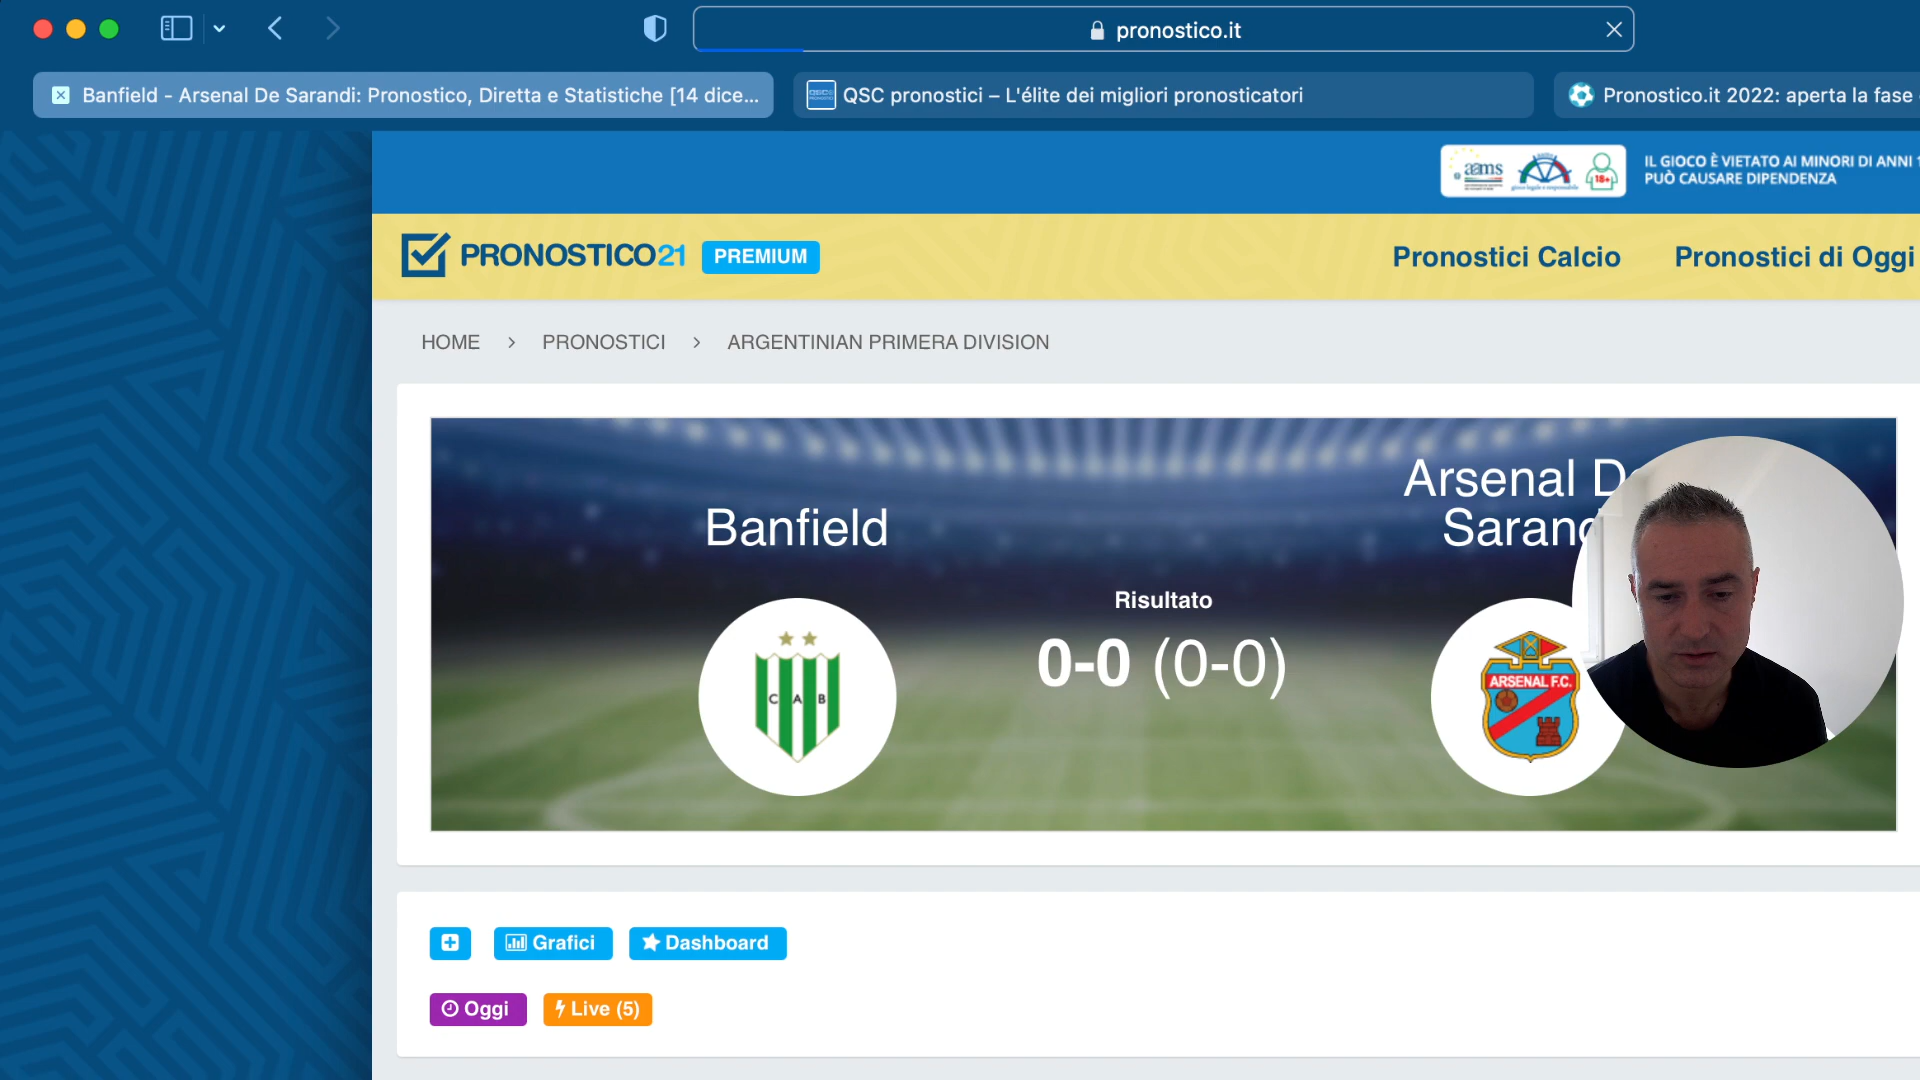 pronostico.it
Banfield - Arsenal De Sarandi: Pronostico, Diretta e Statistiche [14 dice...
QSC pronostici – L'élite dei migliori pronosticatori
Pronostico.it 2022: aperta la fase
aams
18+
IL GIOCO È VIETATO AI MINORI DI ANNI
PUÒ CAUSARE DIPENDENZA
PRONOSTICO21 PREMIUM
Pronostici Calcio
Pronostici di Oggi
HOME > PRONOSTICI > ARGENTINIAN PRIMERA DIVISION
Banfield
Arsenal D
Saran
Risultato
0-0 (0-0)
C A B
ARSENAL F.C.
Grafici
Dashboard
Oggi
Live (5)